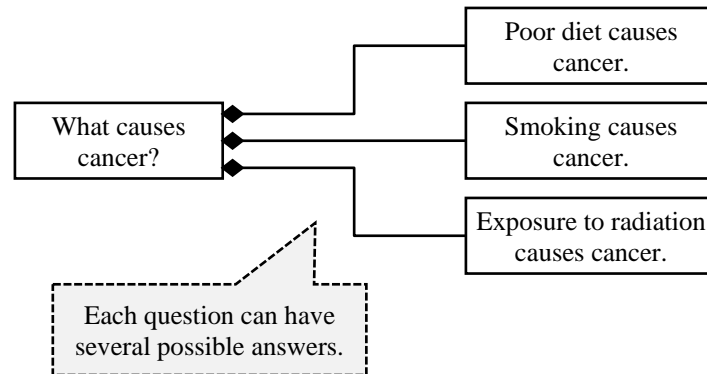 Poor diet causes
cancer.
What causes
cancer?
Smoking causes
cancer.
Exposure to radiation
causes cancer.
Each question can have
several possible answers.